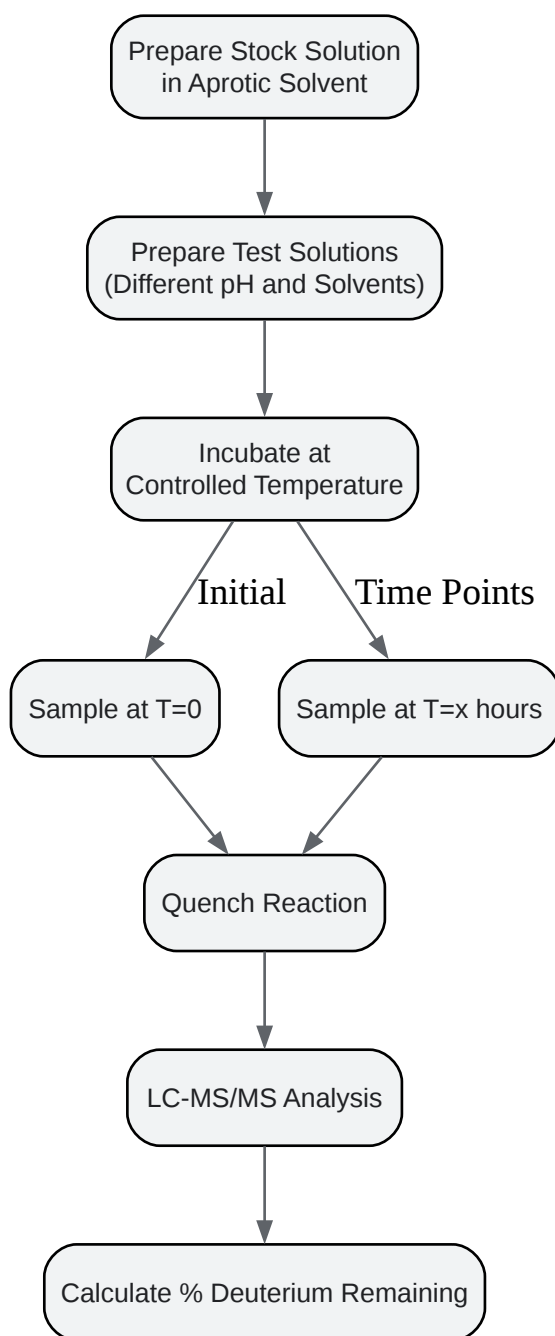 Prepare Stock Solution
in Aprotic Solvent
Prepare Test Solutions
(Different pH and Solvents)
Incubate at
Controlled Temperature
Initial
Time Points
Sample at T=0
Sample at T=x hours
Quench Reaction
LC-MS/MS Analysis
Calculate % Deuterium Remaining